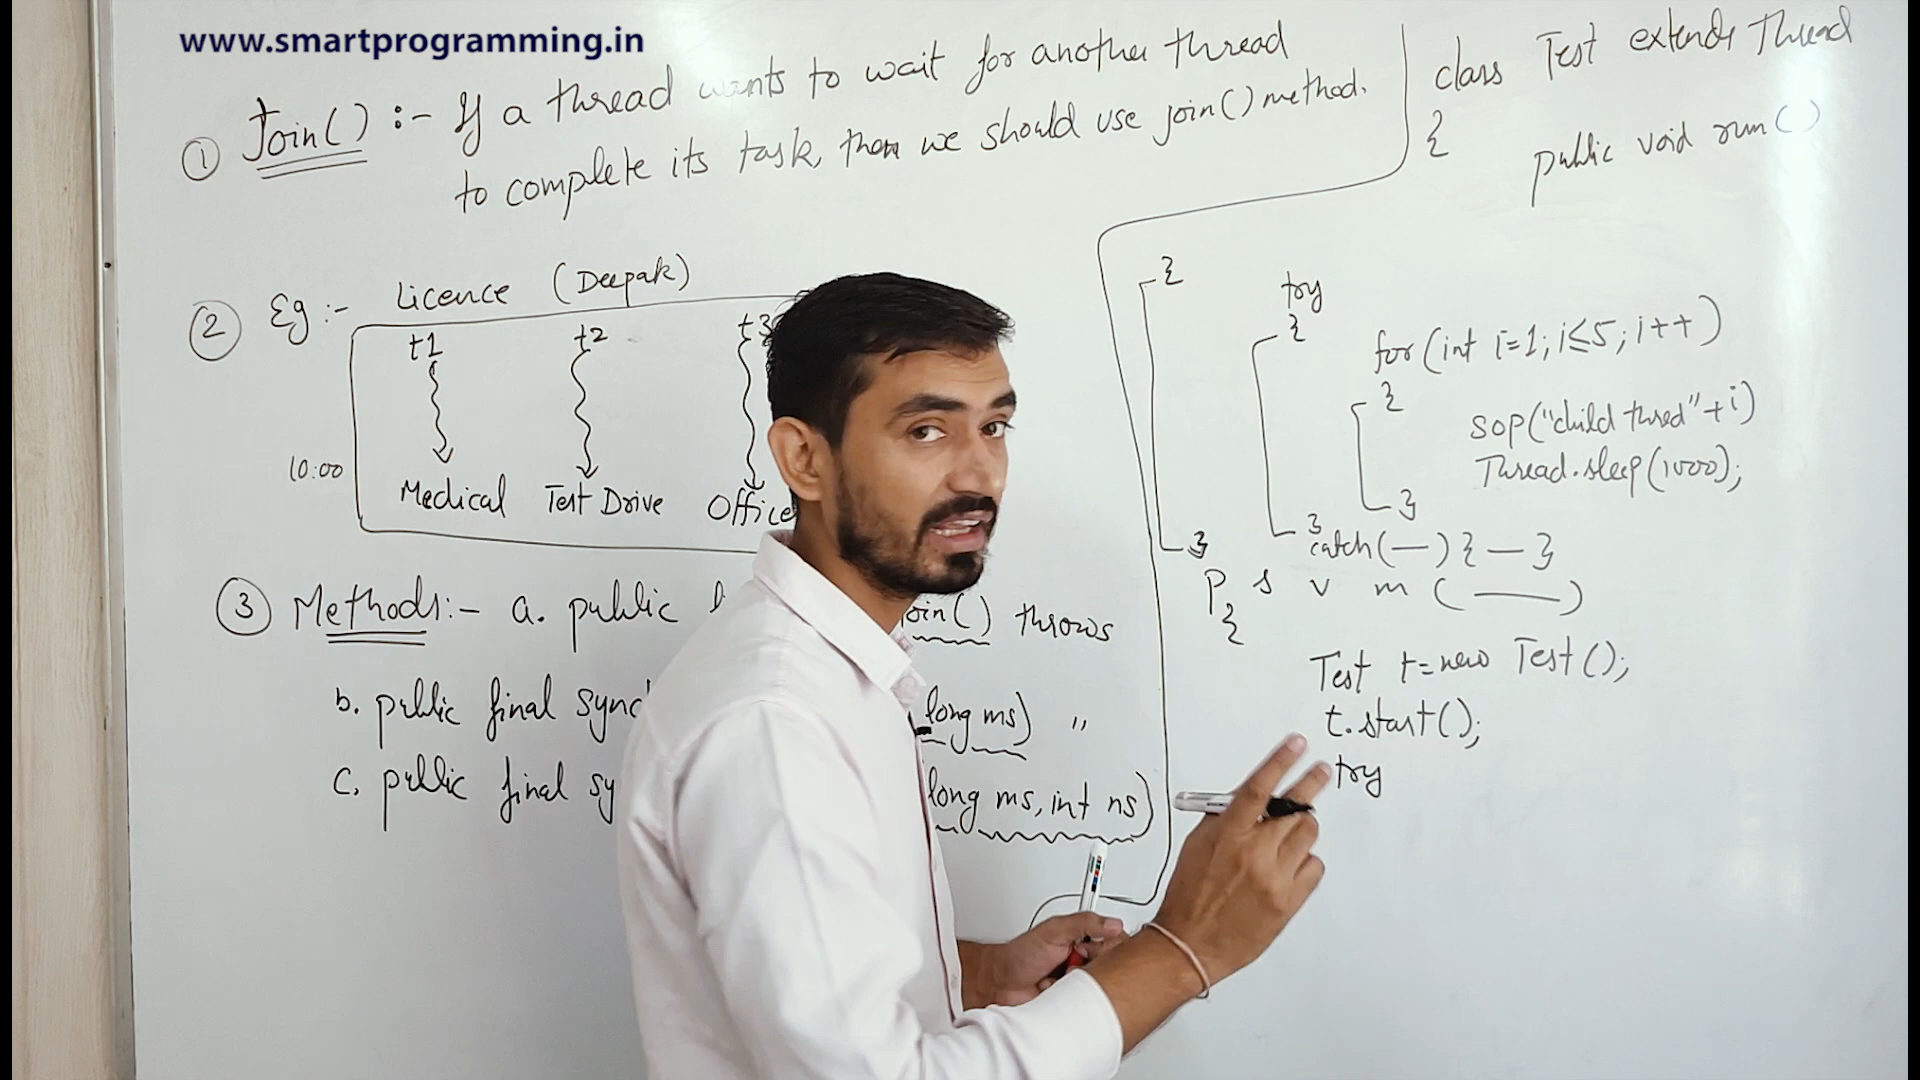 www.smartprogramming.in
① Join() :- If a thread wants to wait for another thread
to complete its task, then we should use join() method.
② Eg :- Licence (Deepak)
t1 t2 t3
10:00
Medical Test Drive Office
③ Methods :- a. public join() throws
b. public final sync long ms) "
c. public final sy long ms, int ns)
class Test extends Thread
{
public void run()
{
try
{
for(int i=1; i≤5; i++)
{
sop("child thred"+i)
Thread.sleep(1000);
}
}
catch(—) { — }
}
p s v m (——)
{
Test t=new Test();
t.start();
try